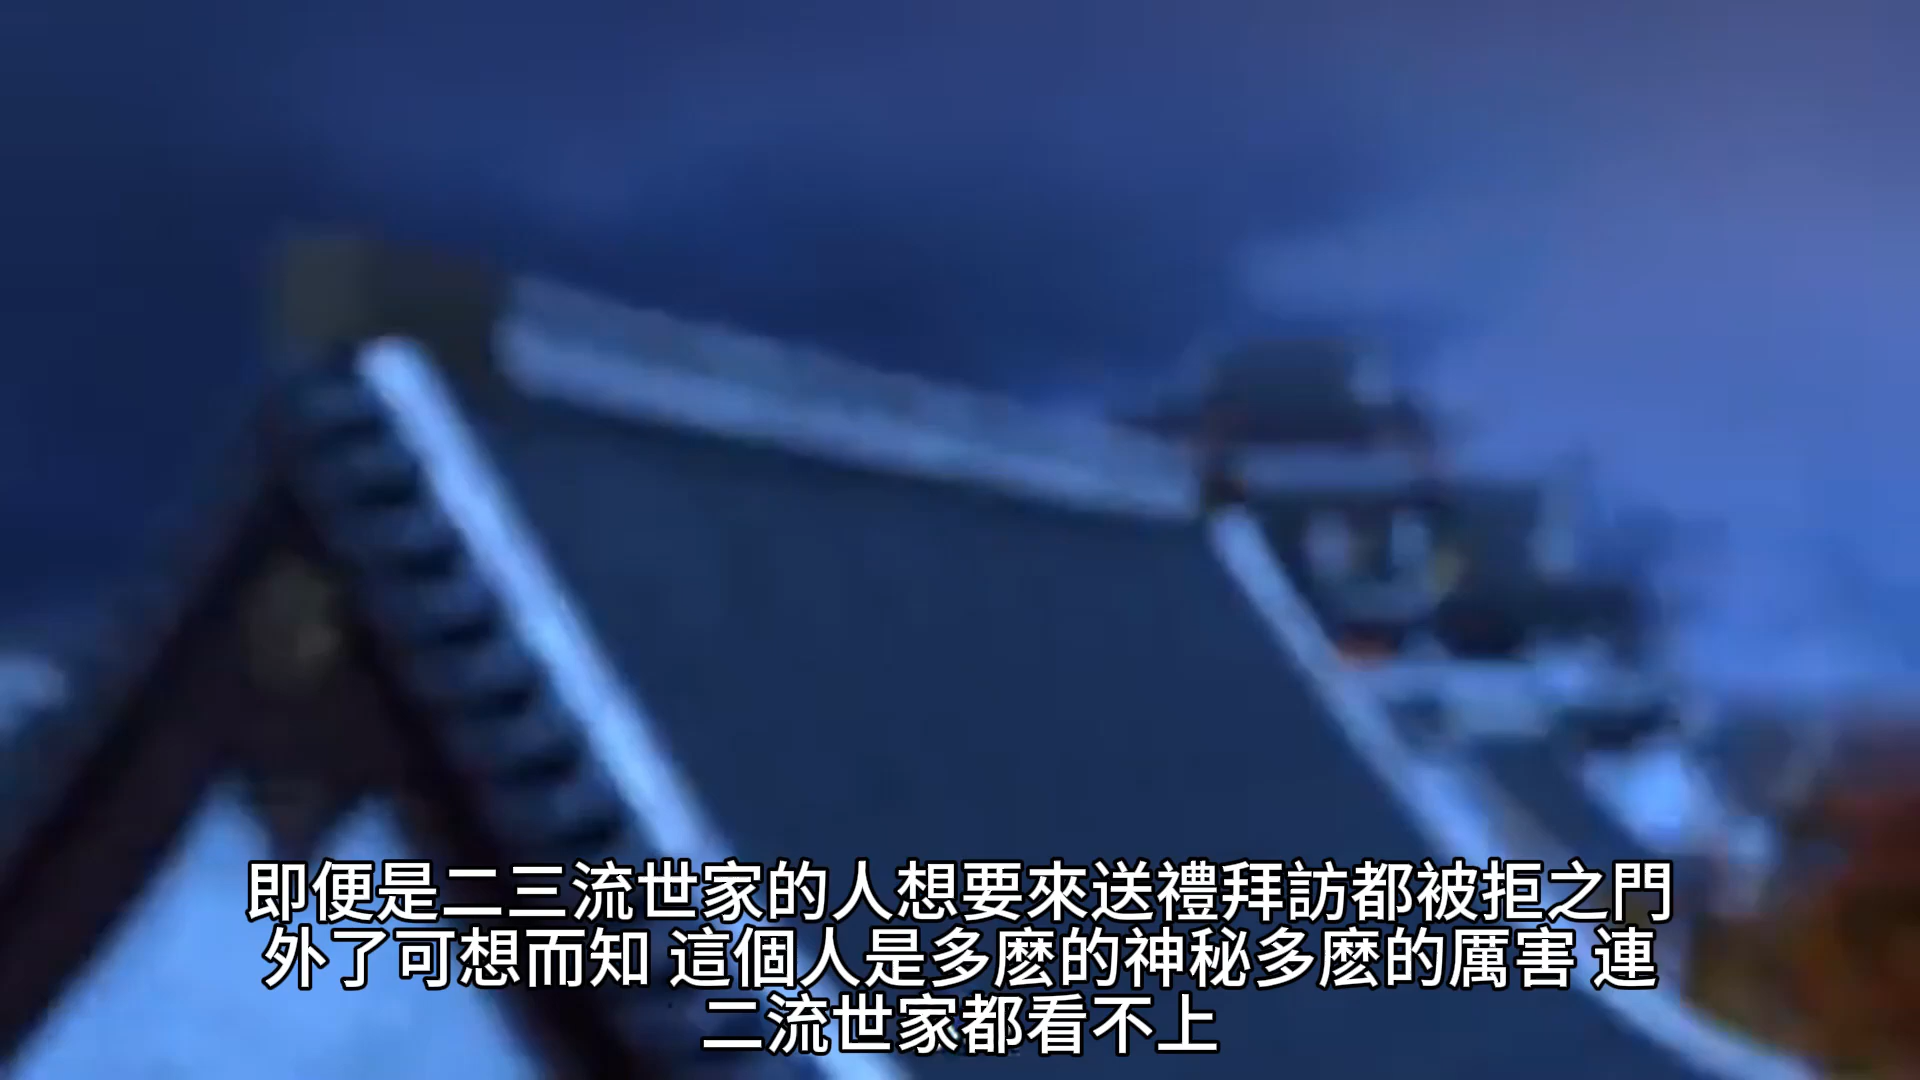 即便是二三流世家的人想要來送禮拜訪都被拒之門
外了可想而知 這個人是多麽的神秘多麽的厲害 連
二流世家都看不上